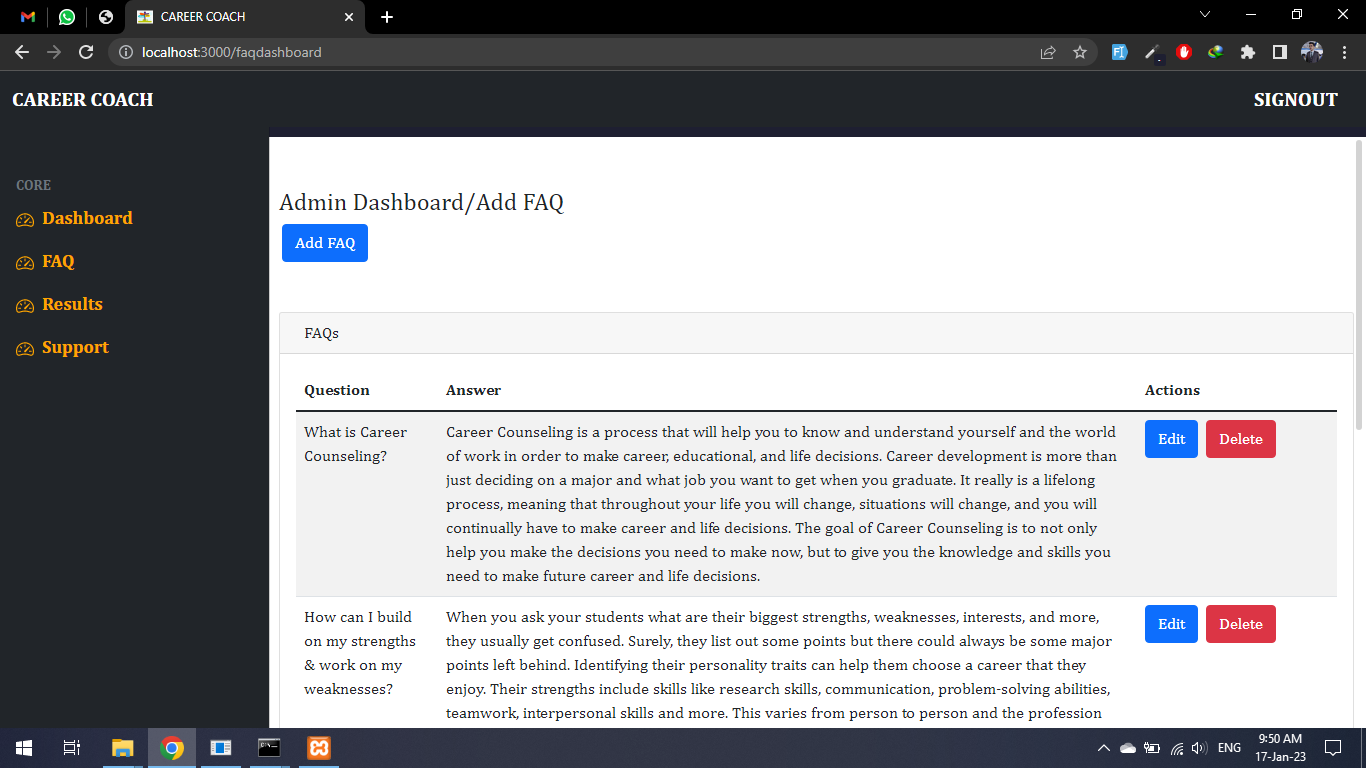 CAREER COACH
localhost:3000/faqdashboard
CAREER COACH
SIGNOUT
CORE
Dashboard
FAQ
Results
Support
Admin Dashboard/Add FAQ
Add FAQ
FAQs
Question Answer Actions
What is Career
Counseling?
Career Counseling is a process that will help you to know and understand yourself and the world
of work in order to make career, educational, and life decisions. Career development is more than
just deciding on a major and what job you want to get when you graduate. It really is a lifelong
process, meaning that throughout your life you will change, situations will change, and you will
continually have to make career and life decisions. The goal of Career Counseling is to not only
help you make the decisions you need to make now, but to give you the knowledge and skills you
need to make future career and life decisions.
Edit Delete
How can I build
on my strengths
& work on my
weaknesses?
When you ask your students what are their biggest strengths, weaknesses, interests, and more,
they usually get confused. Surely, they list out some points but there could always be some major
points left behind. Identifying their personality traits can help them choose a career that they
enjoy. Their strengths include skills like research skills, communication, problem-solving abilities,
teamwork, interpersonal skills and more. This varies from person to person and the profession
Edit Delete
ENG
9:50 AM
17-Jan-23